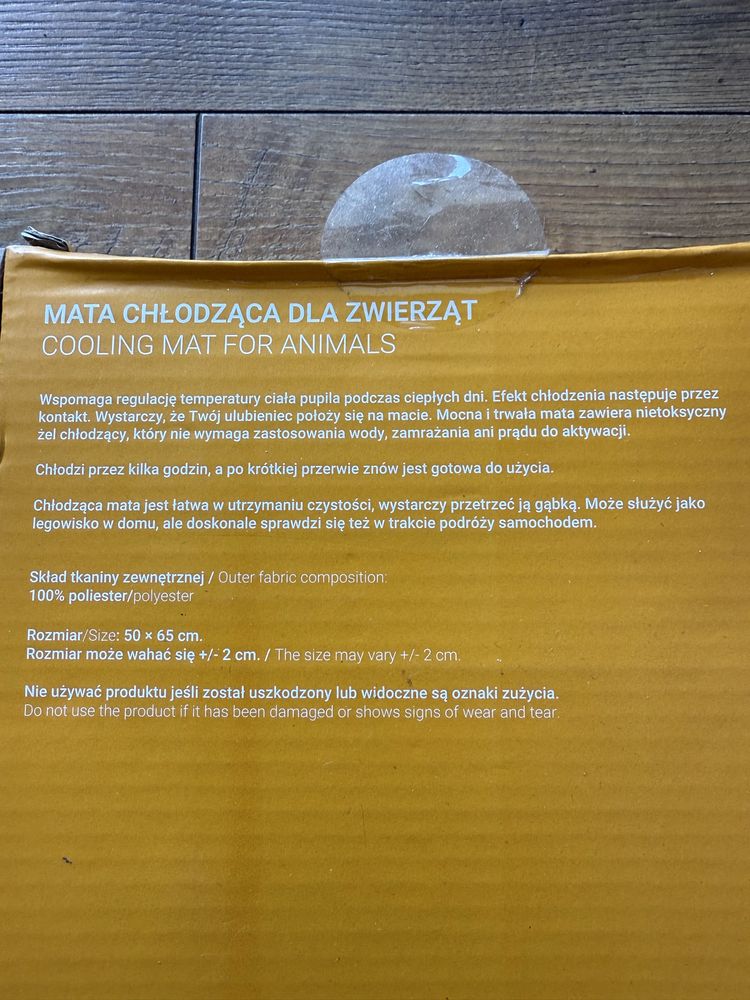 MATA CHŁODZĄCA DLA ZWIERZĄT
COOLING MAT FOR ANIMALS
Wspomaga regulację temperatury ciała pupila podczas ciepłych dni. Efekt chłodzenia następuje przez
kontakt. Wystarczy, że Twój ulubieniec położy się na macie. Mocna i trwała mata zawiera nietoksyczny
żel chłodzący, który nie wymaga zastosowania wody, zamrażania ani prądu do aktywacji.
Chłodzi przez kilka godzin, a po krótkiej przerwie znów jest gotowa do użycia.
Chłodząca mata jest łatwa w utrzymaniu czystości, wystarczy przetrzeć ją gąbką. Może służyć jako
legowisko w domu, ale doskonale sprawdzi się też w trakcie podróży samochodem.
Skład tkaniny zewnętrznej / Outer fabric composition:
100% poliester/polyester
Rozmiar/Size: 50 × 65 cm.
Rozmiar może wahać się +/- 2 cm. / The size may vary +/- 2 cm.
Nie używać produktu jeśli został uszkodzony lub widoczne są oznaki zużycia.
Do not use the product if it has been damaged or shows signs of wear and tear.